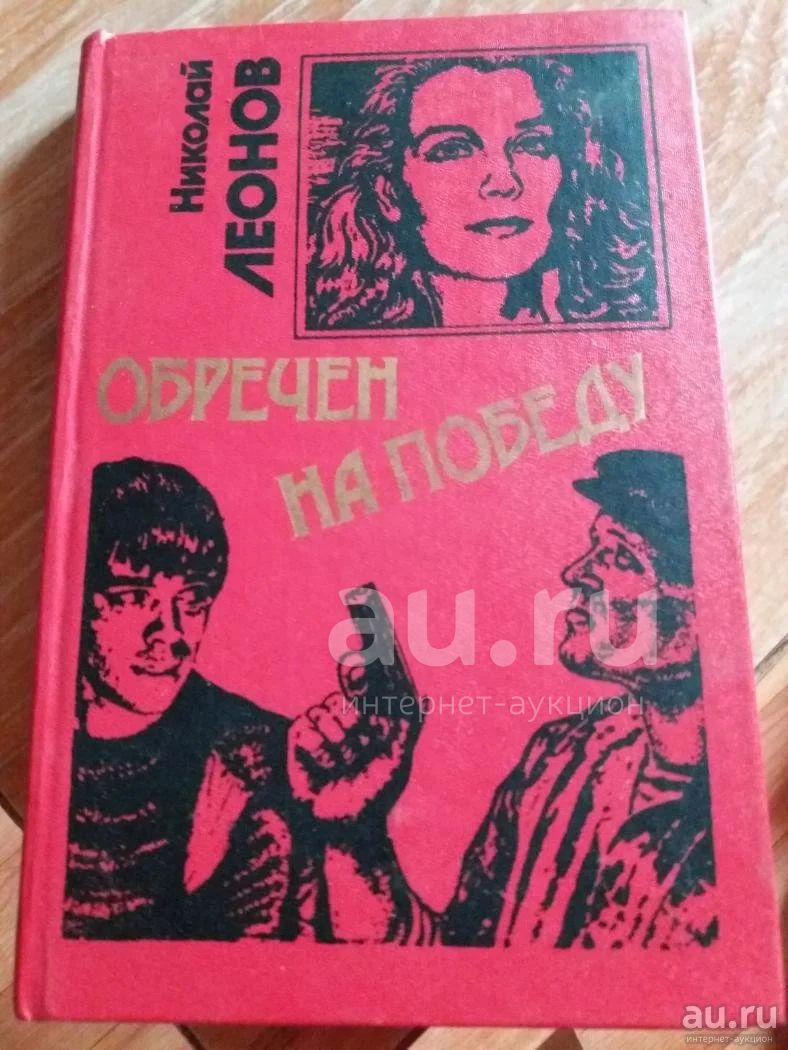 Николай
ЛЕОНОВ
ОБРЕЧЕН
НА ПОБЕДУ
au.ru
интернет-аукцион
au.ru
интернет-аукцион